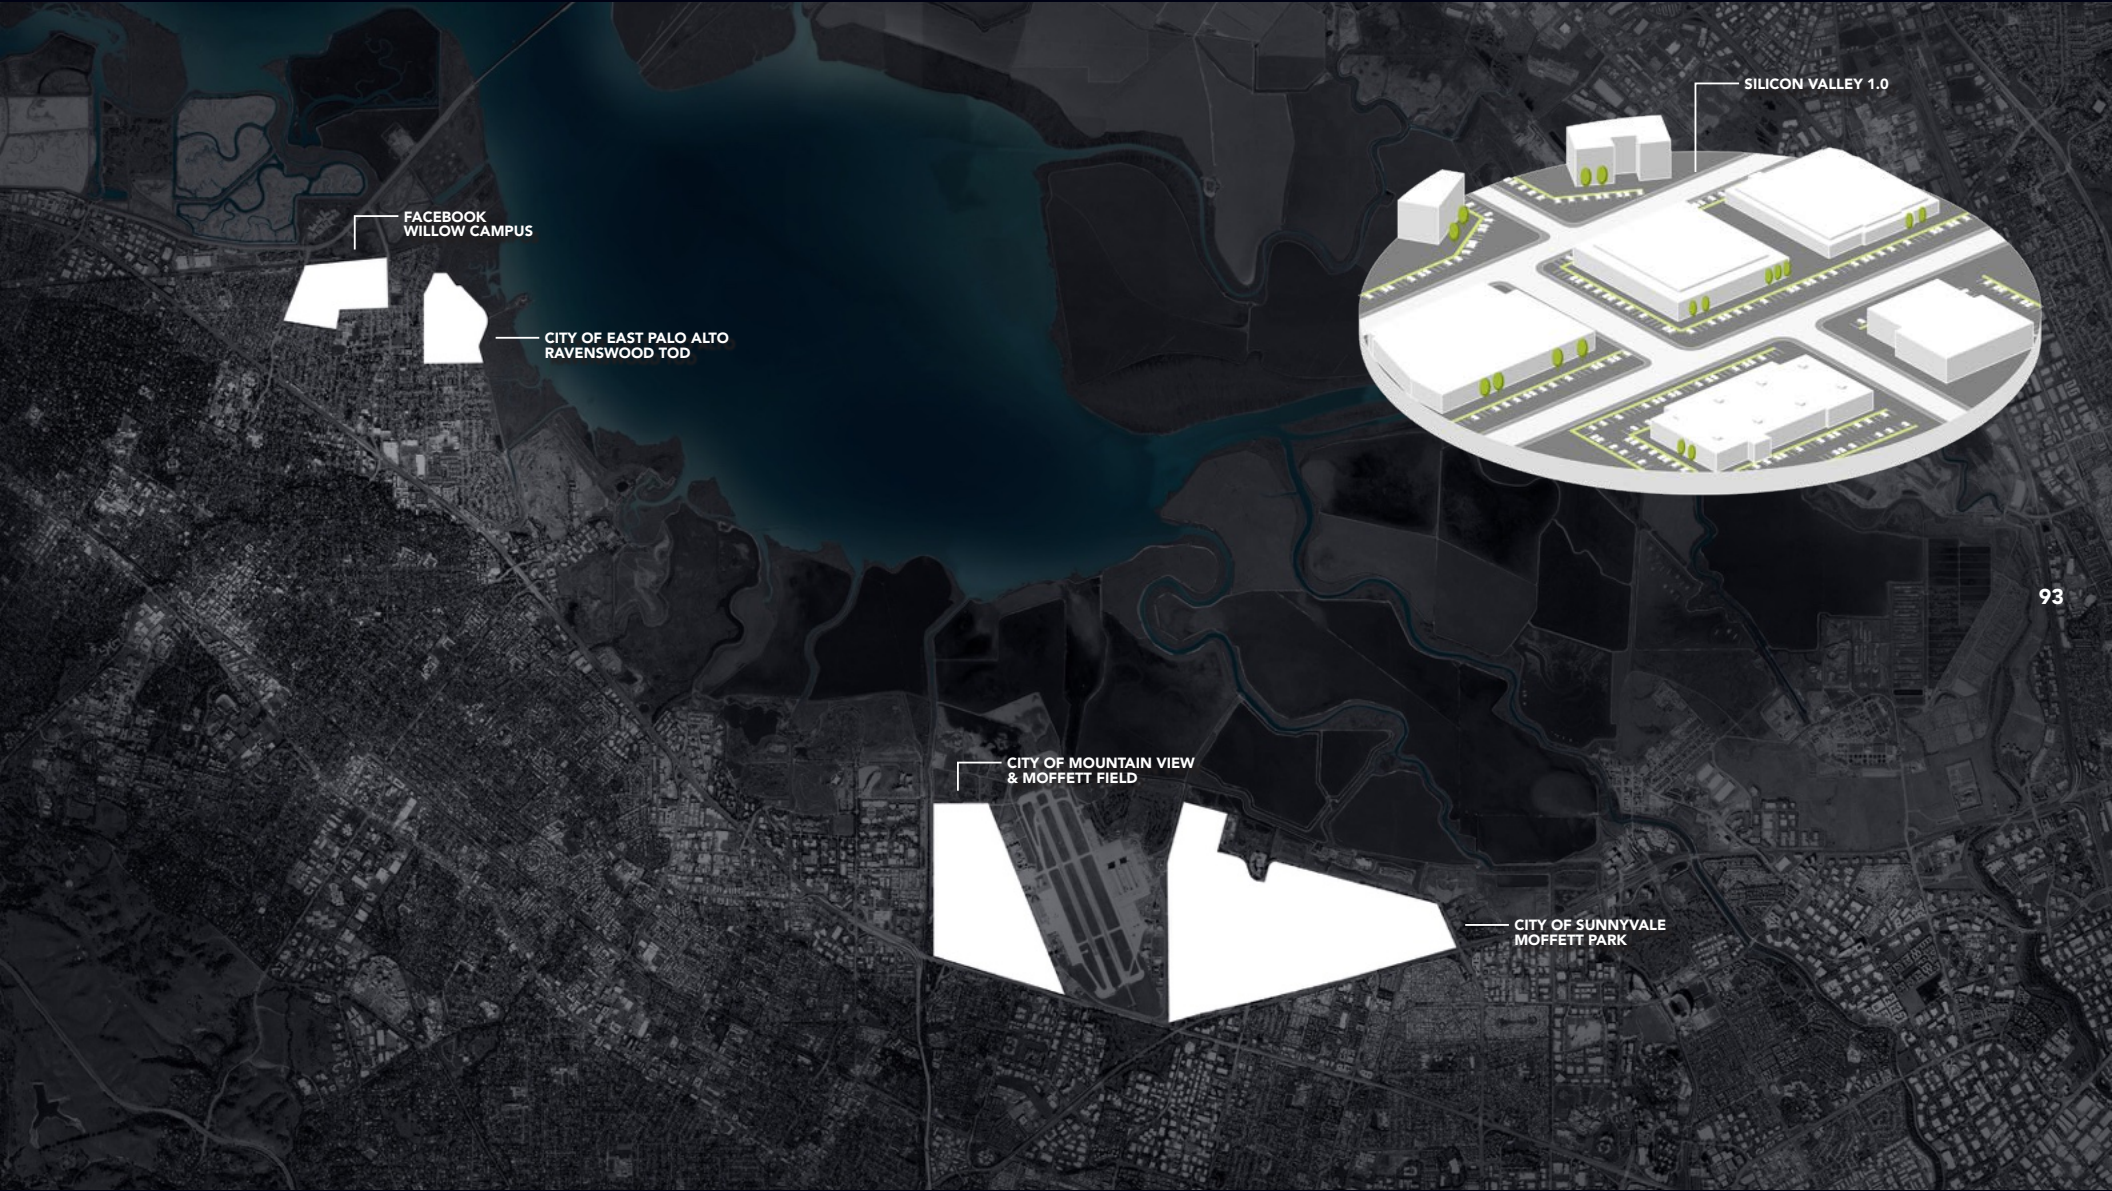 SILICON VALLEY 1.0
FACEBOOK
WILLOW CAMPUS
CITY OF EAST PALO ALTO
RAVENSWOOD TOD
93
CITY OF MOUNTAIN VIEW
& MOFFETT FIELD
CITY OF SUNNYVALE
MOFFETT PARK